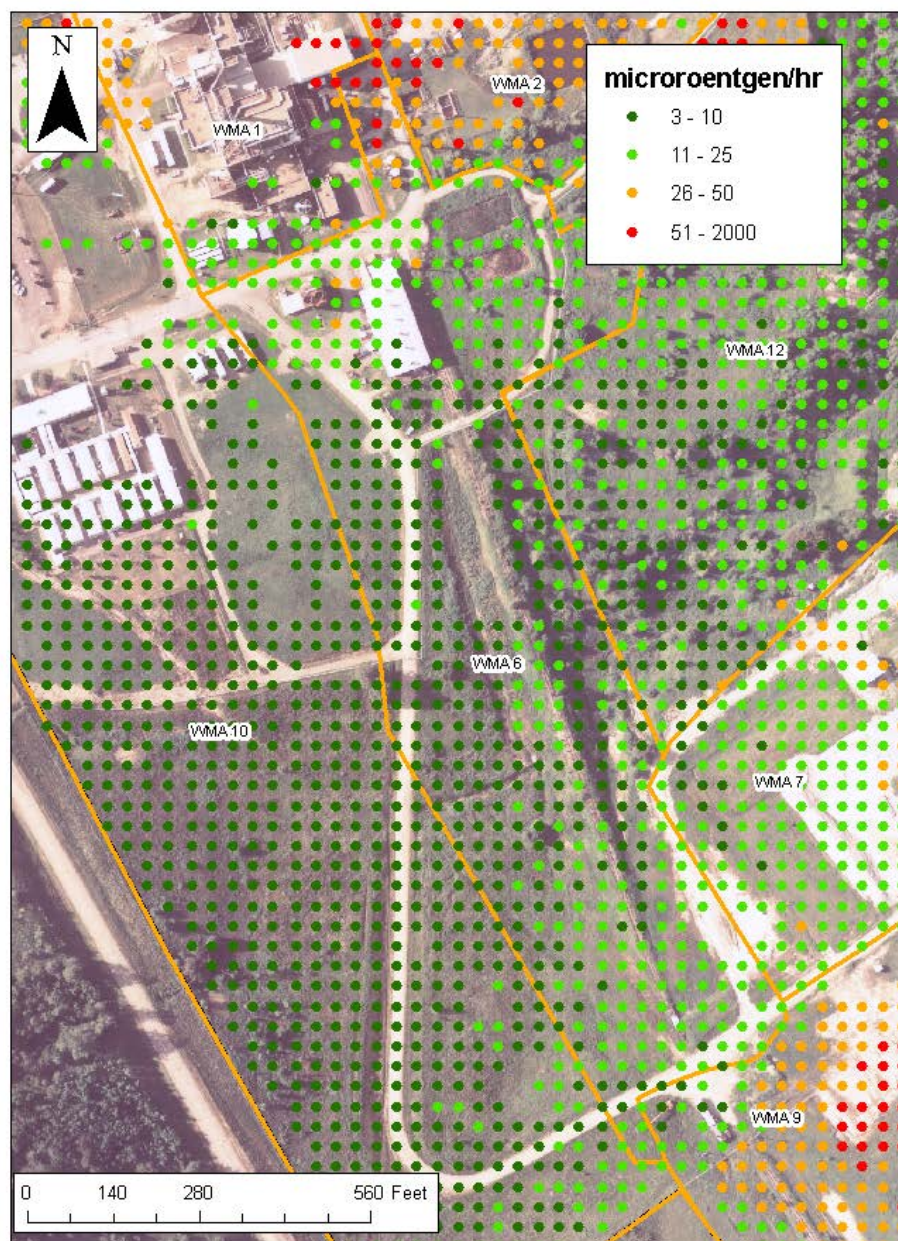 N
microroentgen/hr
3 - 10
11 - 25
26 - 50
51 - 2000
WMA 2
WMA 1
WMA 12
WMA 6
WMA 10
WMA 7
WMA 9
0 140 280 560 Feet